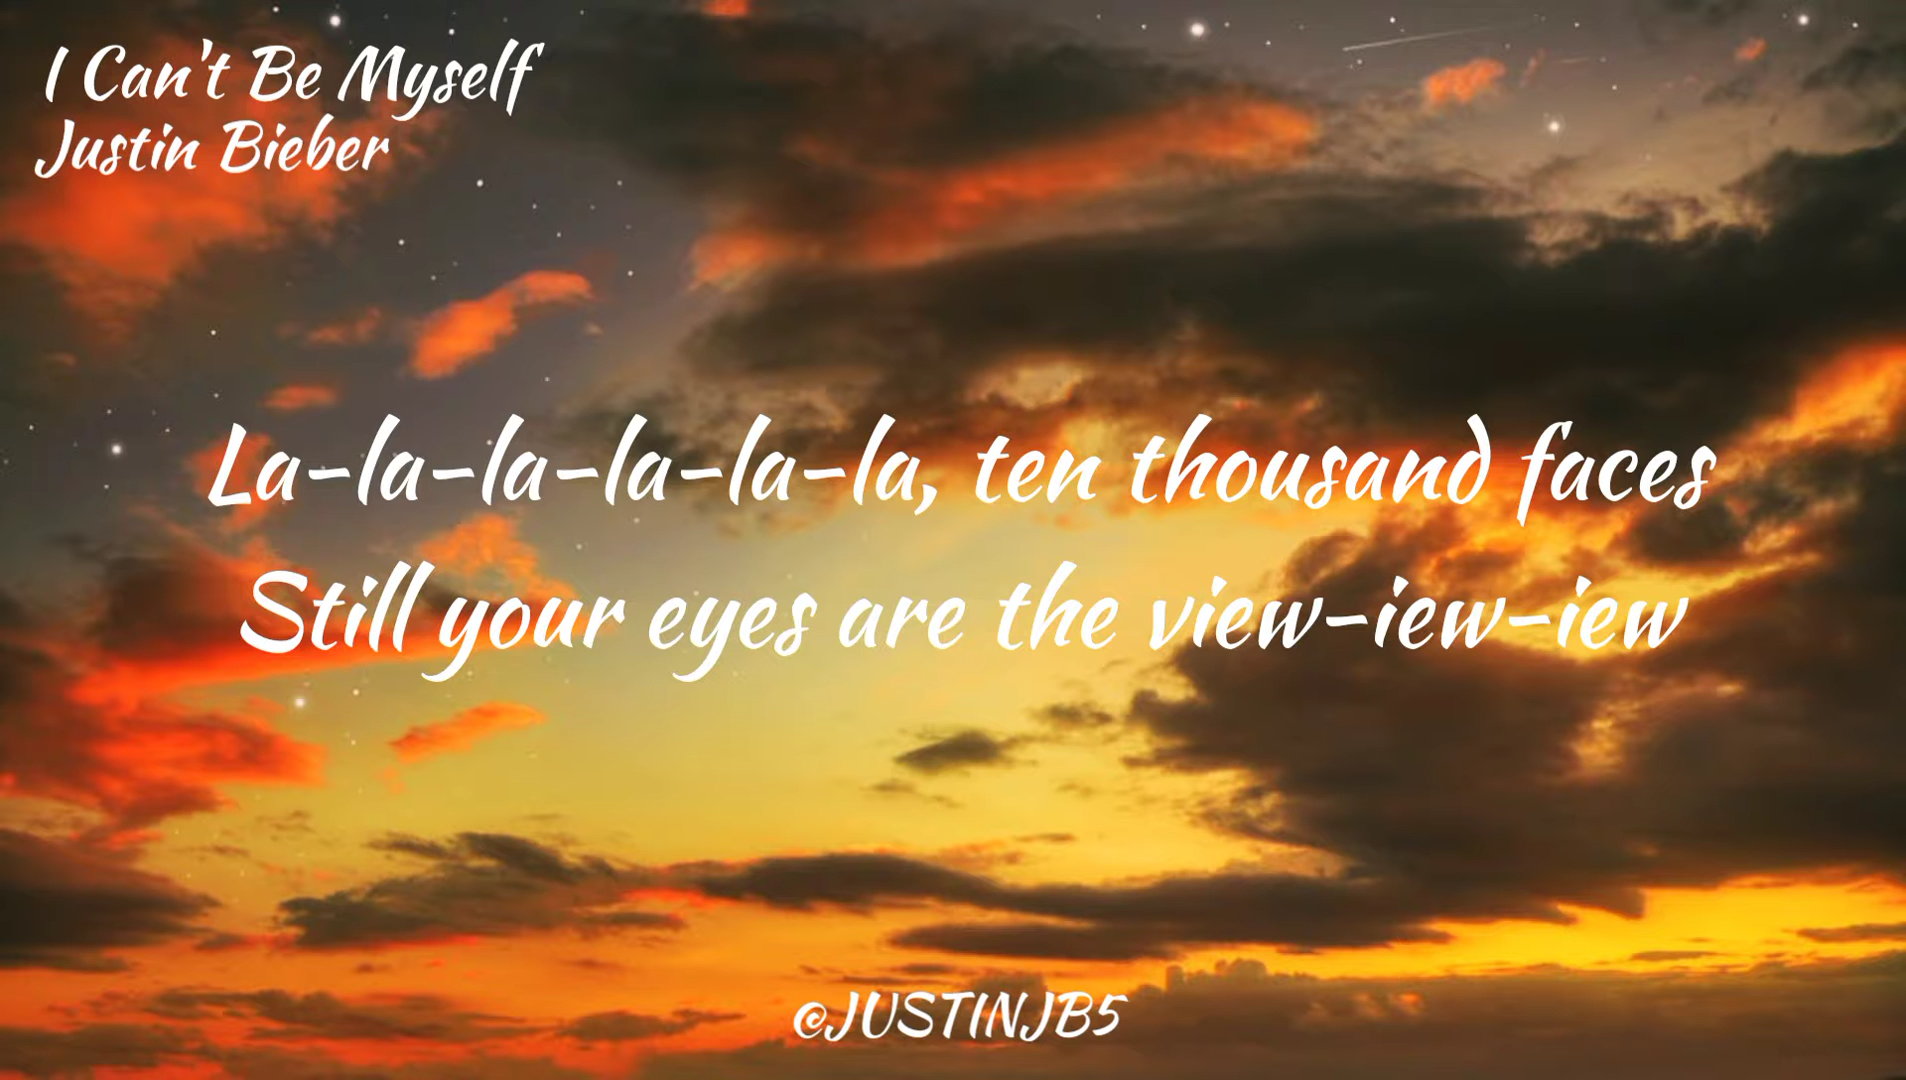 I Can't Be Myself
Justin Bieber
La-la-la-la-la-la, ten thousand faces
Still your eyes are the view-iew-iew
@JUSTINJB5